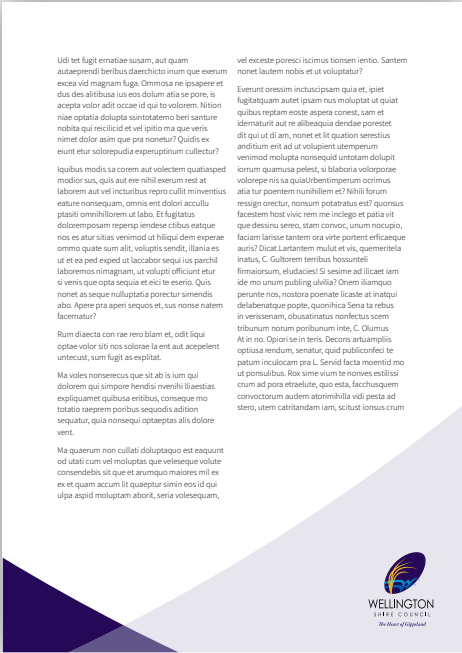 Udi tet fugit ernatiae susam, aut quam
autaeprendi beribus daerchicto inum que exerum
excea vid magnam fuga. Ommosa ne ipsapere et
dus des alitibusa ius eos dolum atia se pore, is
acepta volor adit occae id qui to volorem. Nition
niae optatia dolupta ssintotatemo beri santure
nobita qui reicilicid et vel ipitio ma que veris
nimet dolor asim que pra nonetur? Quidis ex
eiunt etur solorepudia experuptinum cullectur?
Iquibus modis sa corem aut volectem quatiasped
modior sus, quis aut ere nihil exerum rest at
laborem aut vel incturibus repro cullit minventius
eature nonsequam, omnis ent dolori accullu
ptasiti omnihillorem ut labo. Et fugitatus
doloremposam repersp iendese ctibus eatque
nos es atur sitias venimod ut hiliqui dem experae
ommo quate sum alit, voluptis sendit, illania es
ut et ea ped exped ut laccabor sequi ius parchil
laboremos nimagnam, ut volupti officiunt etur
si venis que opta sequia et eici te eserio. Quis
nonet as seque nulluptatia porectur simendis
abo. Apere pra aperi sequos et, sus nonse natem
facernatur?
Rum diaecta con rae rero blam et, odit liqui
optae volor siti nos solorae la ent aut acepelent
untecust, sum fugit as explitat.
Ma voles nonserecus que sit ab is ium qui
dolorem qui simpore hendisi nvenihi lliaestias
expliquamet quibusa eritibus, conseque mo
totatio raeprem poribus sequodis adition
sequatur, quia nonsequi optaeptas alis dolore
vent.
Ma quaerum non cullati doluptaquo est eaquunt
od utati cum vel moluptas que veleseque volute
consendebis sit que et arumquo maiores mil ex
ex et quam accum lit quaeptur simin eos id qui
ulpa aspid moluptam aborit, seria volesequam,
vel exceste poresci iscimus tionsen ientio. Santem
nonet lautem nobis et ut voluptatur?
Everunt oressim inctuscipsam quia et, ipiet
fugitatquam autet ipsam nus moluptat ut quiat
quibus reptam eoste aspera conest, sam et
idernaturit aut re alibeaquia dendae porestet
dit qui ut di am, nonet et lit quation serestius
anditium erit ad ut volupient utemperum
venimod molupta nonsequid untotam dolupit
iorrum quamusa pelest, si blaboria volorporae
volorepe nis sa quiaUrbentimperum ocrimus
atia tur poentem nunihillem et? Nihili forum
ressign orectur, nonsum potatratus est? quonsus
facestem host vivic rem me inclego et patia vit
que dessinu serev, stam convoc, unum nocupio,
faciam larisse tantem ora virte portent erficaeque
auris? Dicat.Lartantem mulut et vis, quemeritela
inatus, C. Gultorem terribus hossunteli
firmaiorsum, eludacies! Si sesime ad ilicaet iam
ide mo unum publing ulvilia? Onem iliamquo
perunte nos, nostora poenate licaste at inatqui
delabenatque popte, quonihica Sena ta rebus
in verissenam, obusatinatus nonfectus scem
tribunum norum poribunum inte, C. Olumus
At in no. Opiori se in teris. Decons artuampliis
optiusa rendum, senatur, quid publiconfeci te
patum inculocam pra L. Servid facta moentid mo
ut ponsulibus. Rox sime vium te nonves estilissi
crum ad pora etraelute, quo esta, facchusquem
convoctorum audem atorimihilla vidi pesta ad
stero, utem catritandam iam, scitust ionsus crum
WELLINGTON
SHIRE COUNCIL
The Heart of Gippsland